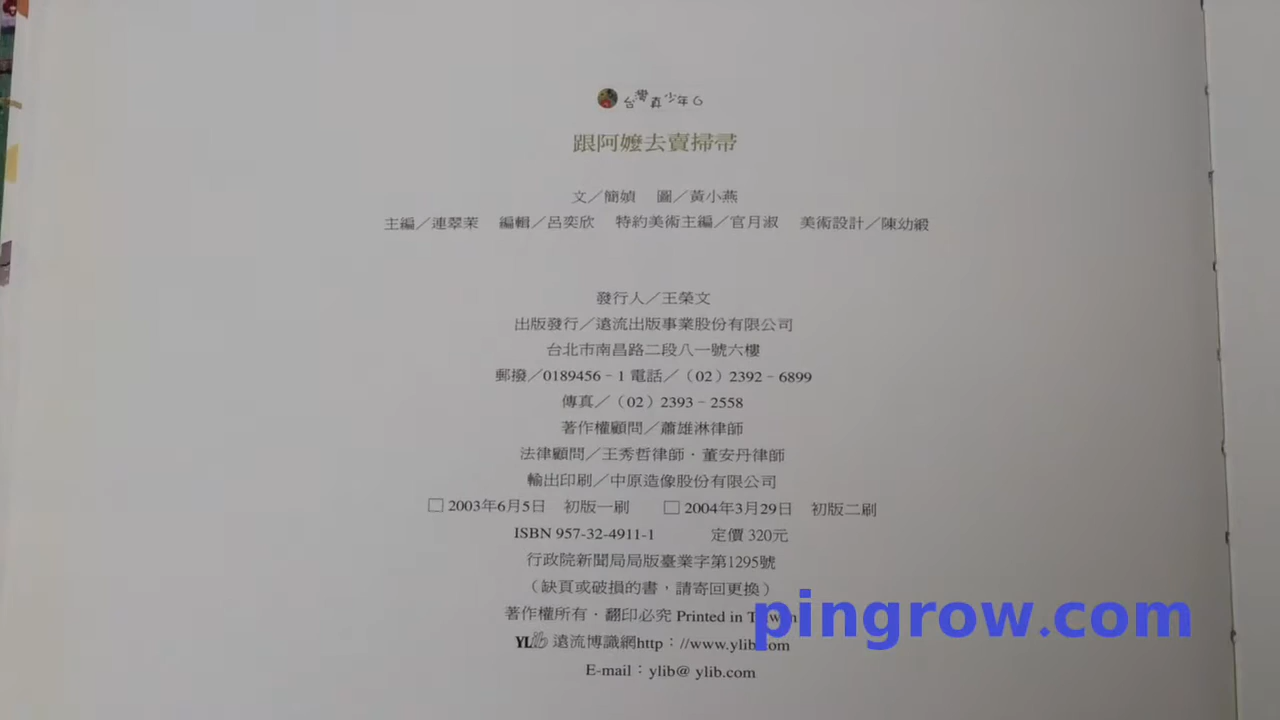 台灣真少年6
跟阿嬤去賣掃帚
文／簡媜 圖／黃小燕
主編／連翠茉 編輯／呂奕欣 特約美術主編／官月淑 美術設計／陳幼緞
發行人／王榮文
出版發行／遠流出版事業股份有限公司
台北市南昌路二段八一號六樓
郵撥／0189456－1 電話／（02）2392－6899
傳真／（02）2393－2558
著作權顧問／蕭雄淋律師
法律顧問／王秀哲律師．董安丹律師
輸出印刷／中原造像股份有限公司
□ 2003年6月5日 初版一刷 □ 2004年3月29日 初版二刷
ISBN 957-32-4911-1 定價 320元
行政院新聞局局版臺業字第1295號
（缺頁或破損的書，請寄回更換）
著作權所有．翻印必究 Printed in Taiwan
YLib 遠流博識網http：//www.ylib.com
E-mail：ylib@ ylib.com
pingrow.com